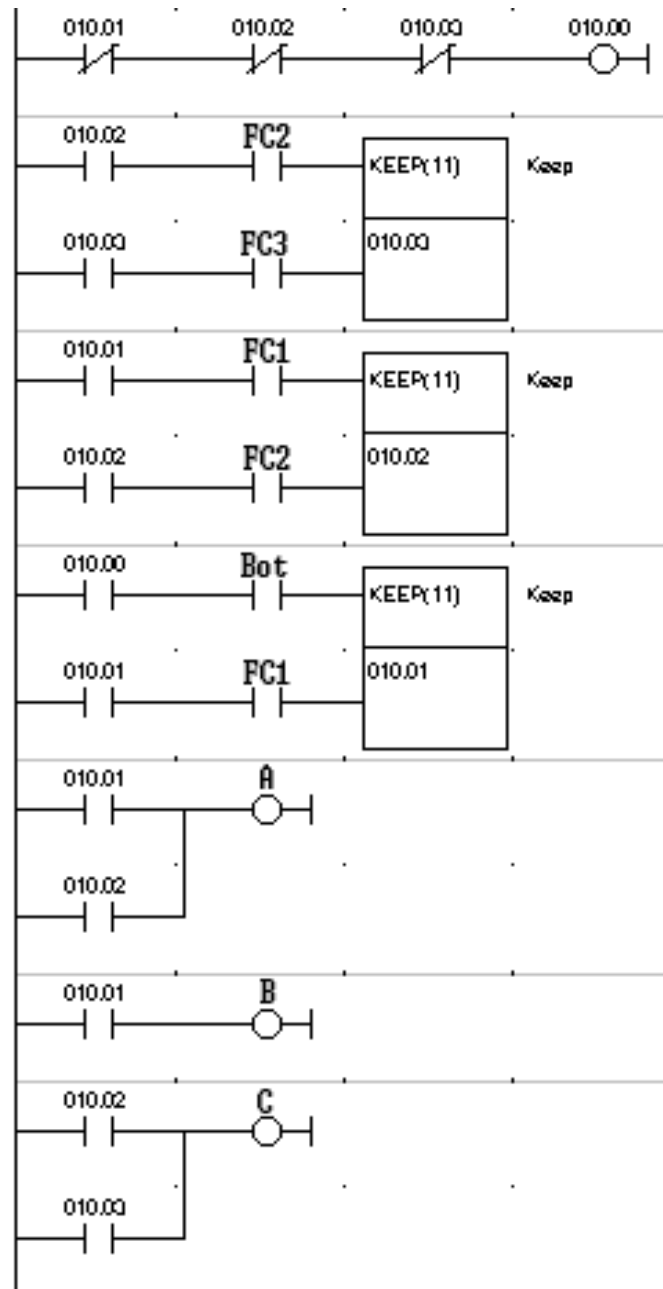 010.01 010.02 010.03 010.00
010.02 FC2 KEEP(11) Keep
010.03 FC3 010.03
010.01 FC1 KEEP(11) Keep
010.02 FC2 010.02
010.00 Bot KEEP(11) Keep
010.01 FC1 010.01
010.01 A
010.02
010.01 B
010.02 C
010.03